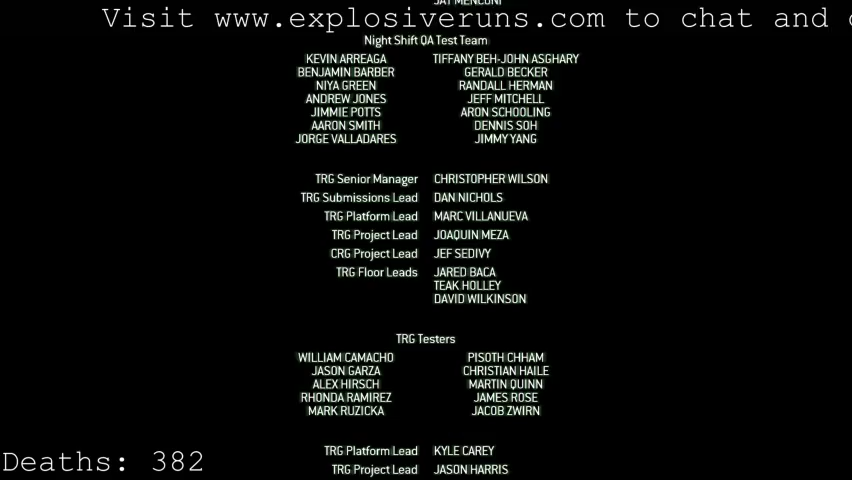 JAY MENCONI
Visit www.explosiveruns.com to chat and
Night Shift QA Test Team
KEVIN ARREAGA TIFFANY BEH-JOHN ASGHARY
BENJAMIN BARBER GERALD BECKER
NIYA GREEN RANDALL HERMAN
ANDREW JONES JEFF MITCHELL
JIMMIE POTTS ARON SCHOOLING
AARON SMITH DENNIS SOH
JORGE VALLADARES JIMMY YANG
TRG Senior Manager CHRISTOPHER WILSON
TRG Submissions Lead DAN NICHOLS
TRG Platform Lead MARC VILLANUEVA
TRG Project Lead JOAQUIN MEZA
CRG Project Lead JEF SEDIVY
TRG Floor Leads JARED BACA
TEAK HOLLEY
DAVID WILKINSON
TRG Testers
WILLIAM CAMACHO PISOTH CHHAM
JASON GARZA CHRISTIAN HAILE
ALEX HIRSCH MARTIN QUINN
RHONDA RAMIREZ JAMES ROSE
MARK RUZICKA JACOB ZWIRN
TRG Platform Lead KYLE CAREY
Deaths: 382
TRG Project Lead JASON HARRIS